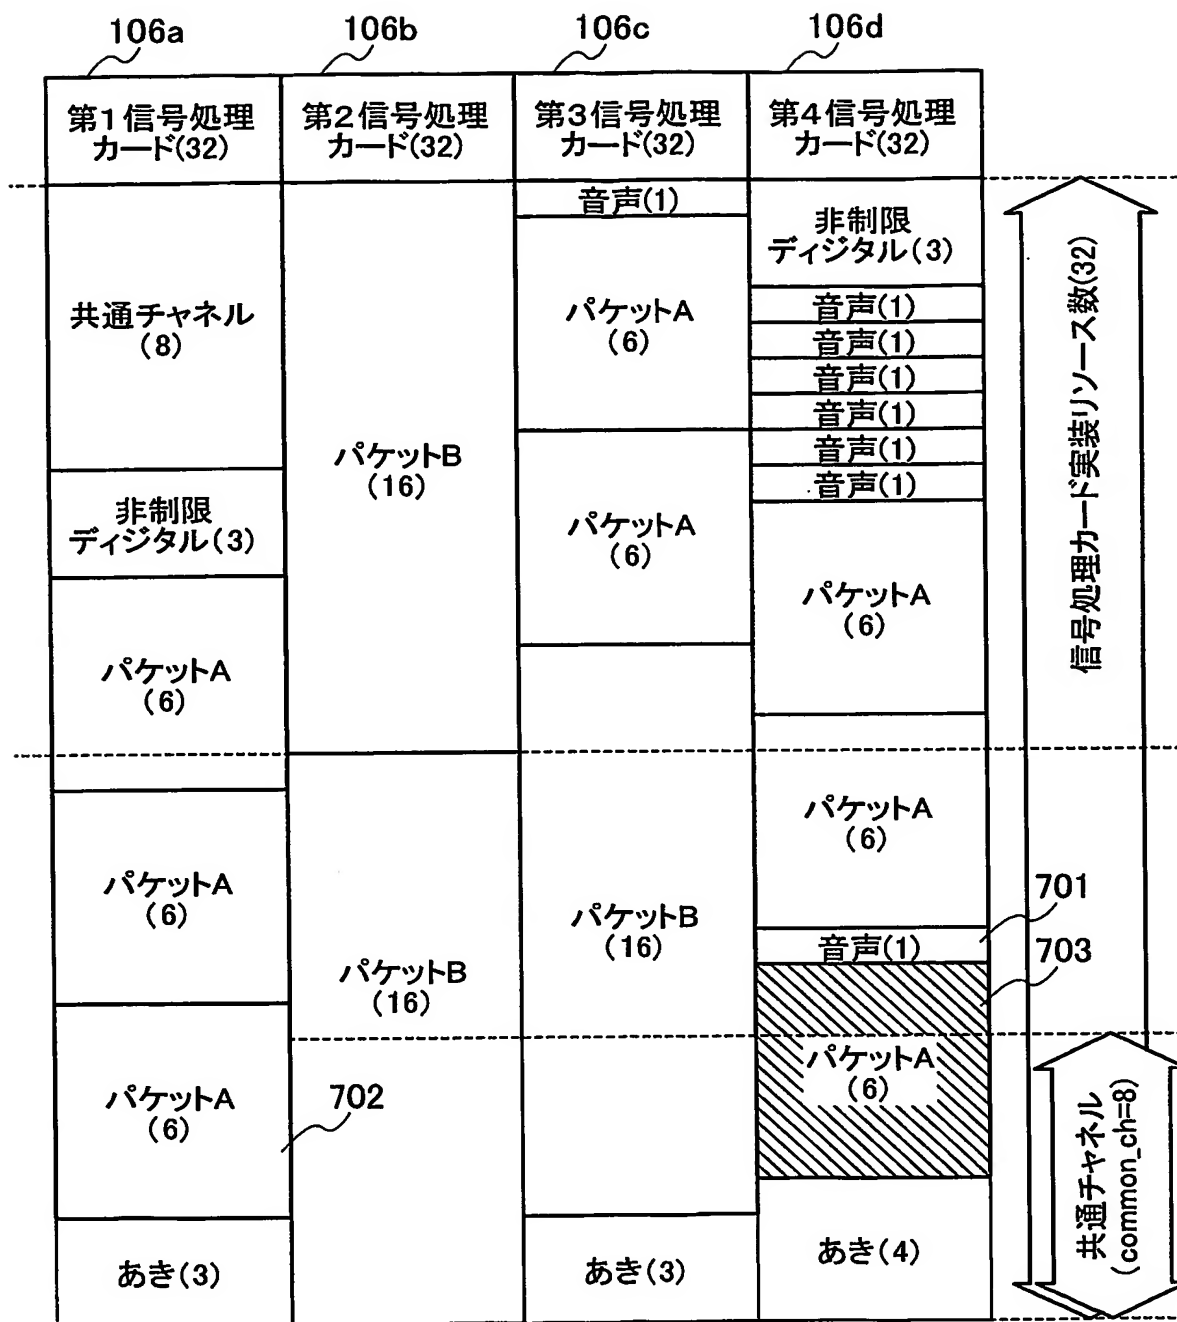 106a
106b
106c
106d
第1信号処理
カード(32)
第2信号処理
カード(32)
第3信号処理
カード(32)
第4信号処理
カード(32)
共通チャネル
(8)
非制限
ディジタル(3)
パケットA
(6)
パケットA
(6)
パケットA
(6)
あき(3)
702
パケットB
(16)
パケットB
(16)
音声(1)
パケットA
(6)
パケットA
(6)
パケットB
(16)
あき(3)
非制限
ディジタル(3)
音声(1)
音声(1)
音声(1)
音声(1)
音声(1)
音声(1)
パケットA
(6)
パケットA
(6)
音声(1)
パケットA
(6)
あき(4)
701
703
信号処理カード実装リソース数(32)
共通チャネル
(common_ch=8)